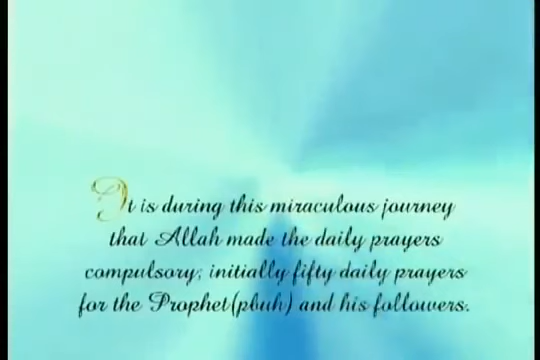 It is during this miraculous journey
that Allah made the daily prayers
compulsory, initially fifty daily prayers
for the Prophet(pbuh) and his followers.